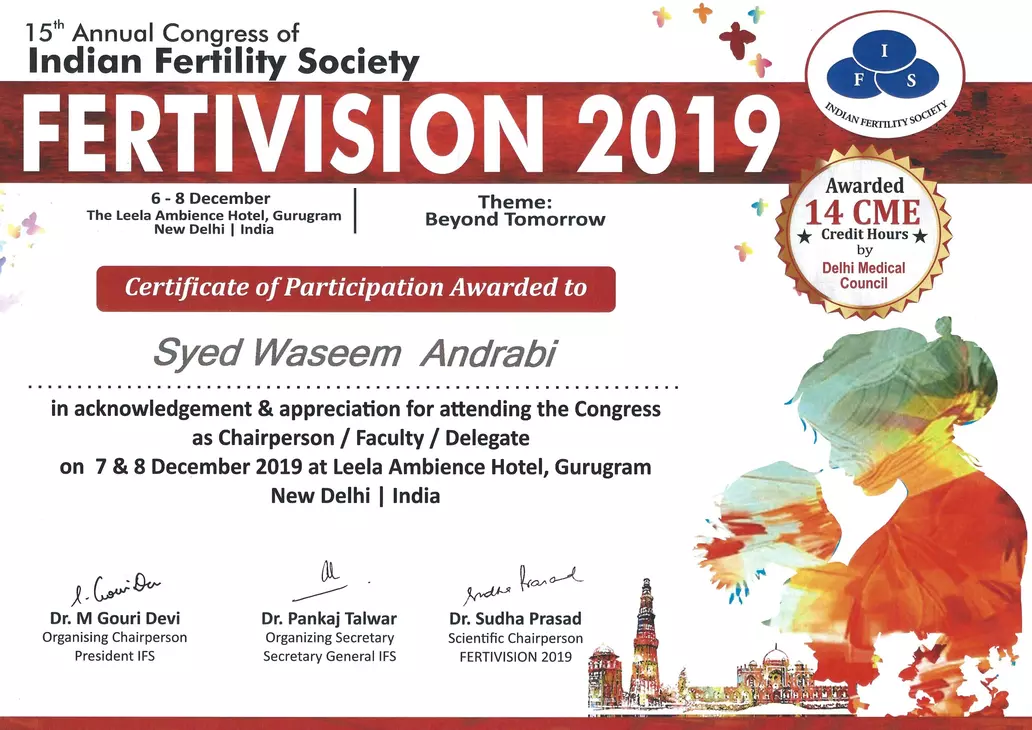 15th Annual Congress of
Indian Fertility Society
FERTIVISION 2019
I
F S
INDIAN FERTILITY SOCIETY
6 - 8 December
The Leela Ambience Hotel, Gurugram
New Delhi | India
Theme:
Beyond Tomorrow
Awarded
14 CME
Credit Hours
by
Delhi Medical
Council
Certificate of Participation Awarded to
Syed Waseem Andrabi
in acknowledgement & appreciation for attending the Congress
as Chairperson / Faculty / Delegate
on 7 & 8 December 2019 at Leela Ambience Hotel, Gurugram
New Delhi | India
Sudha Prasad
Dr. M Gouri Devi
Organising Chairperson
President IFS
Dr. Pankaj Talwar
Organizing Secretary
Secretary General IFS
Dr. Sudha Prasad
Scientific Chairperson
FERTIVISION 2019